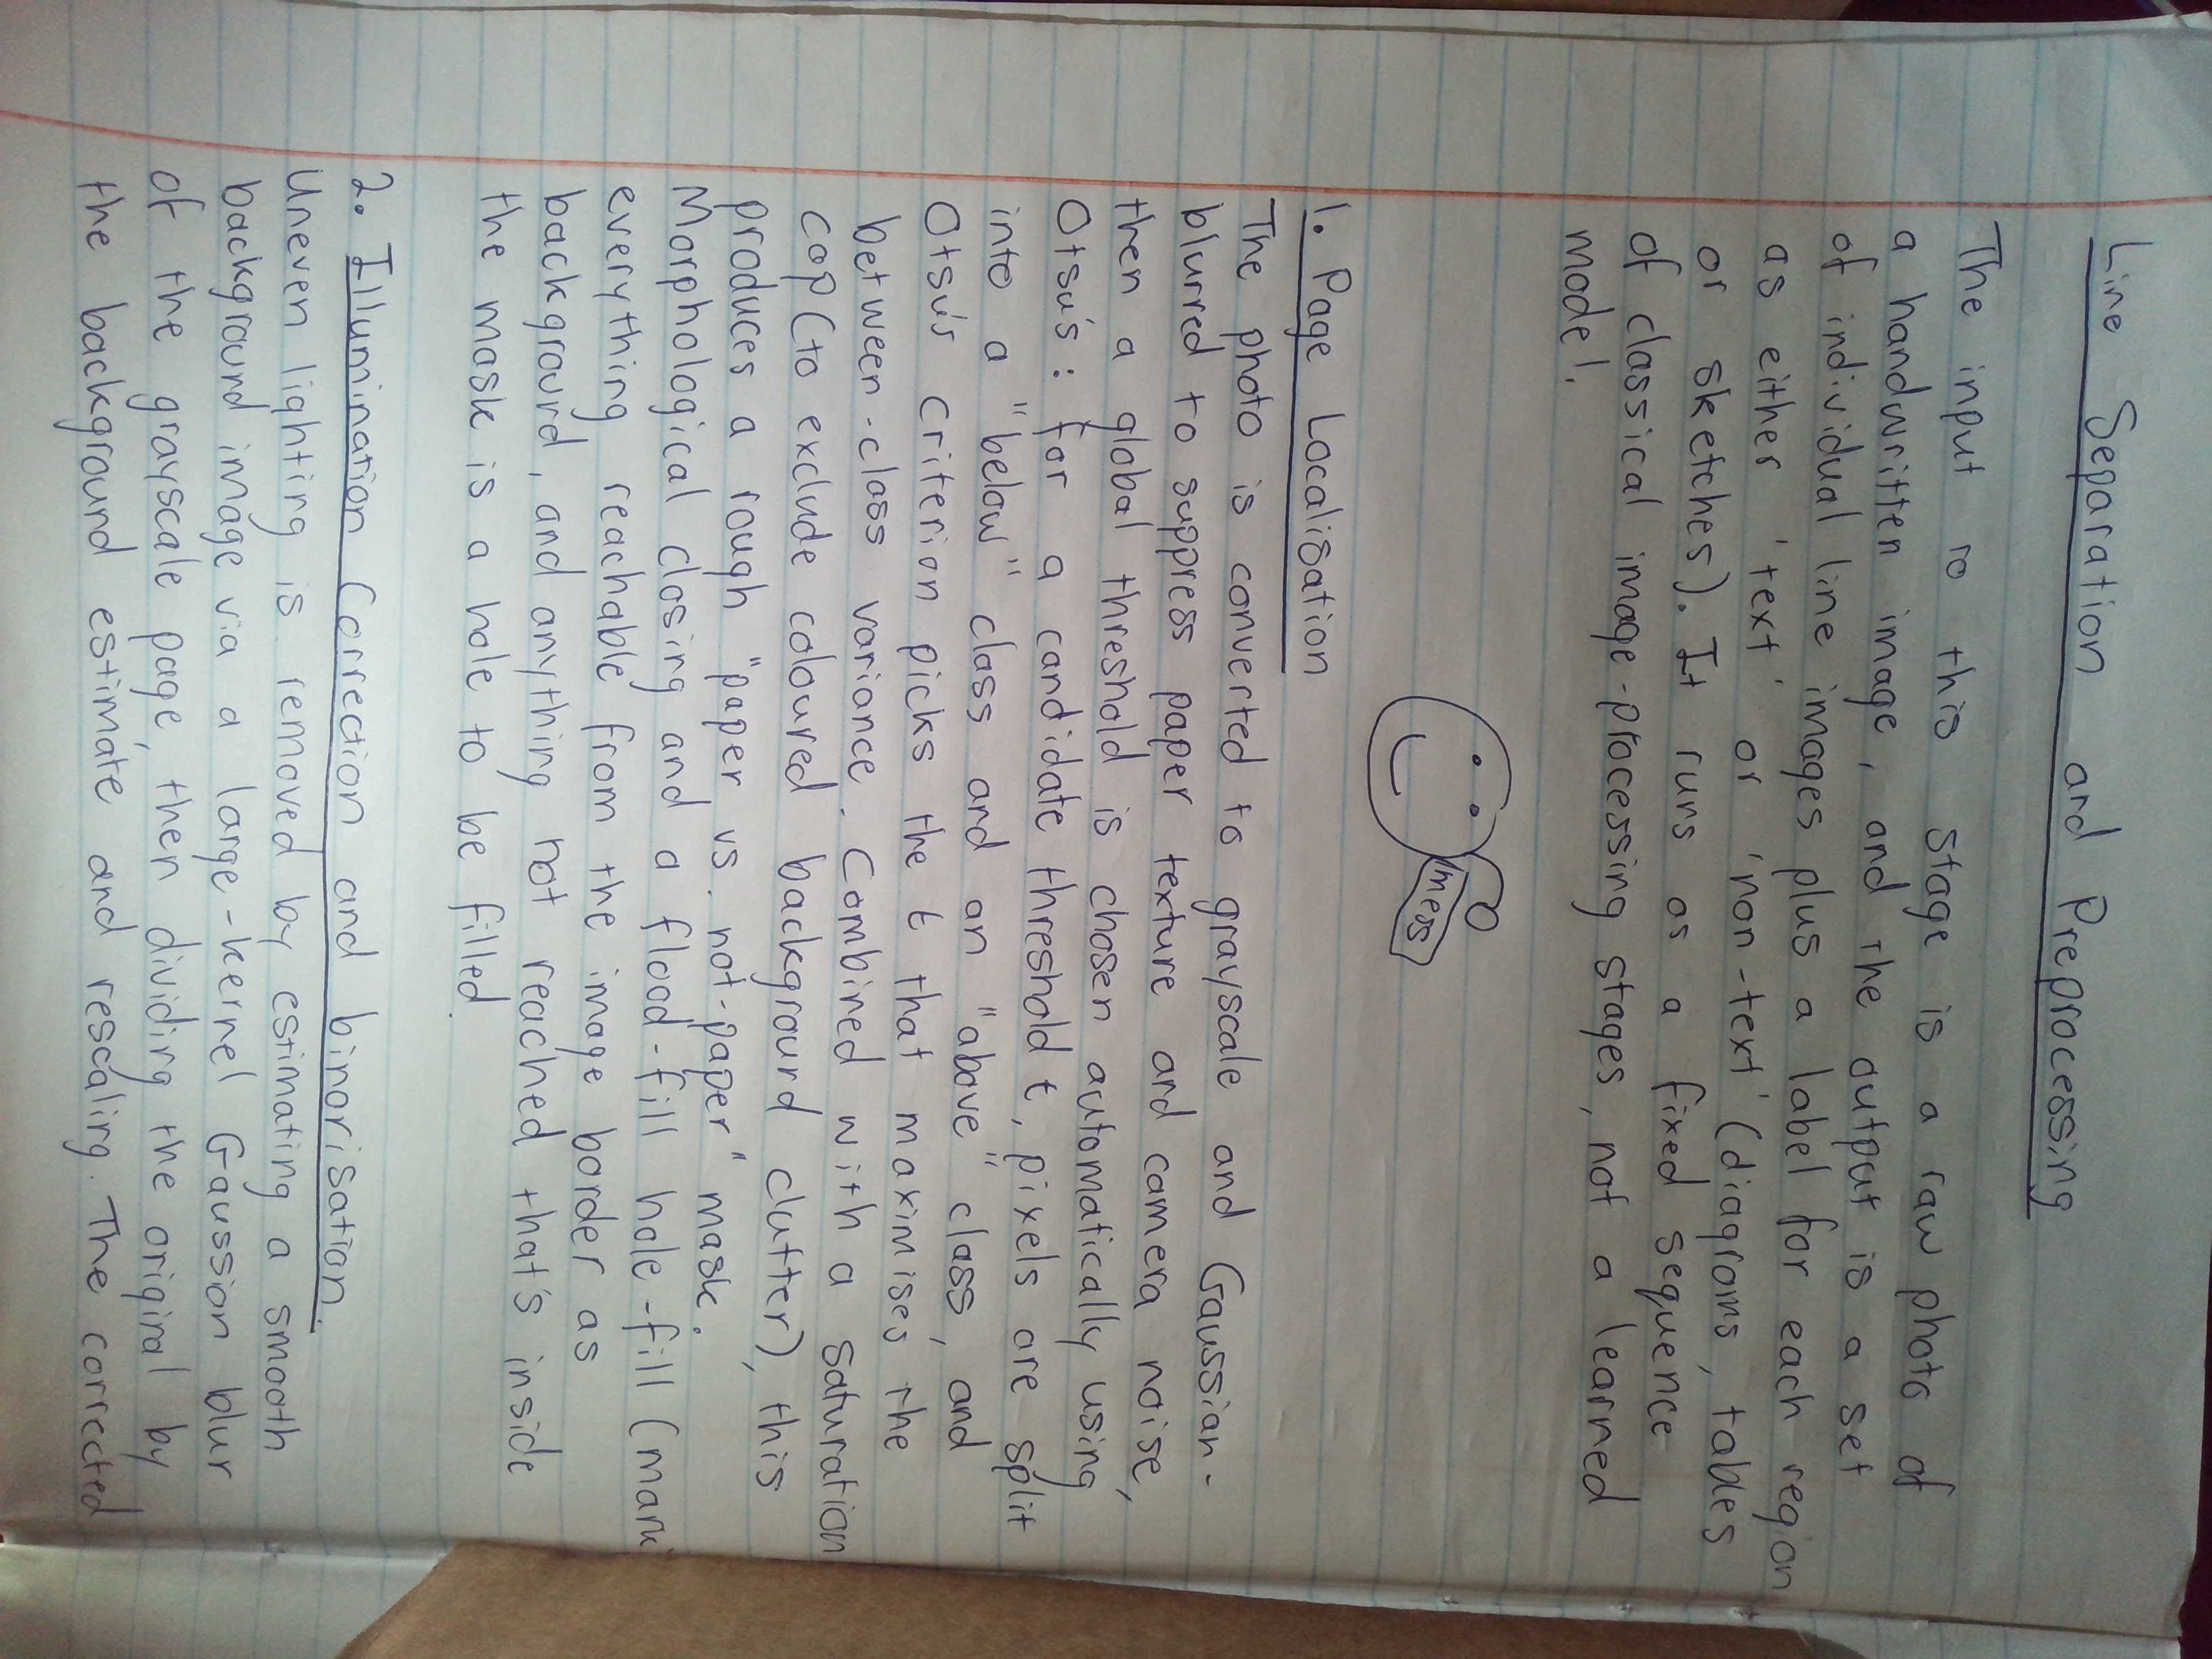 Line Separation and Preprocessing
The input to this stage is a raw photo of
a handwritten image, and the output is a set
of individual line images plus a label for each region
as either 'text' or 'non-text' (diagrams, tables
or sketches). It runs as a fixed sequence
of classical image-processing stages, not a learned
model.
mess
1. Page Localisation
The photo is converted to grayscale and Gaussian-
blurred to suppress paper texture and camera noise,
then a global threshold is chosen automatically using
Otsu's: for a candidate threshold t, pixels are split
into a "below" class and an "above" class, and
Otsu's criterion picks the t that maximises the
between-class variance. Combined with a saturation
cap (to exclude coloured background clutter), this
produces a rough "paper vs. not-paper" mask.
Morphological closing and a flood-fill hole-fill (mark
everything reachable from the image border as
background, and anything not reached that's inside
the mask is a hole to be filled.
2. Illumination Correction and binarisation.
Uneven lighting is removed by estimating a smooth
background image via a large-kernel Gaussian blur
of the grayscale page, then dividing the original by
the background estimate and rescaling. The corrected